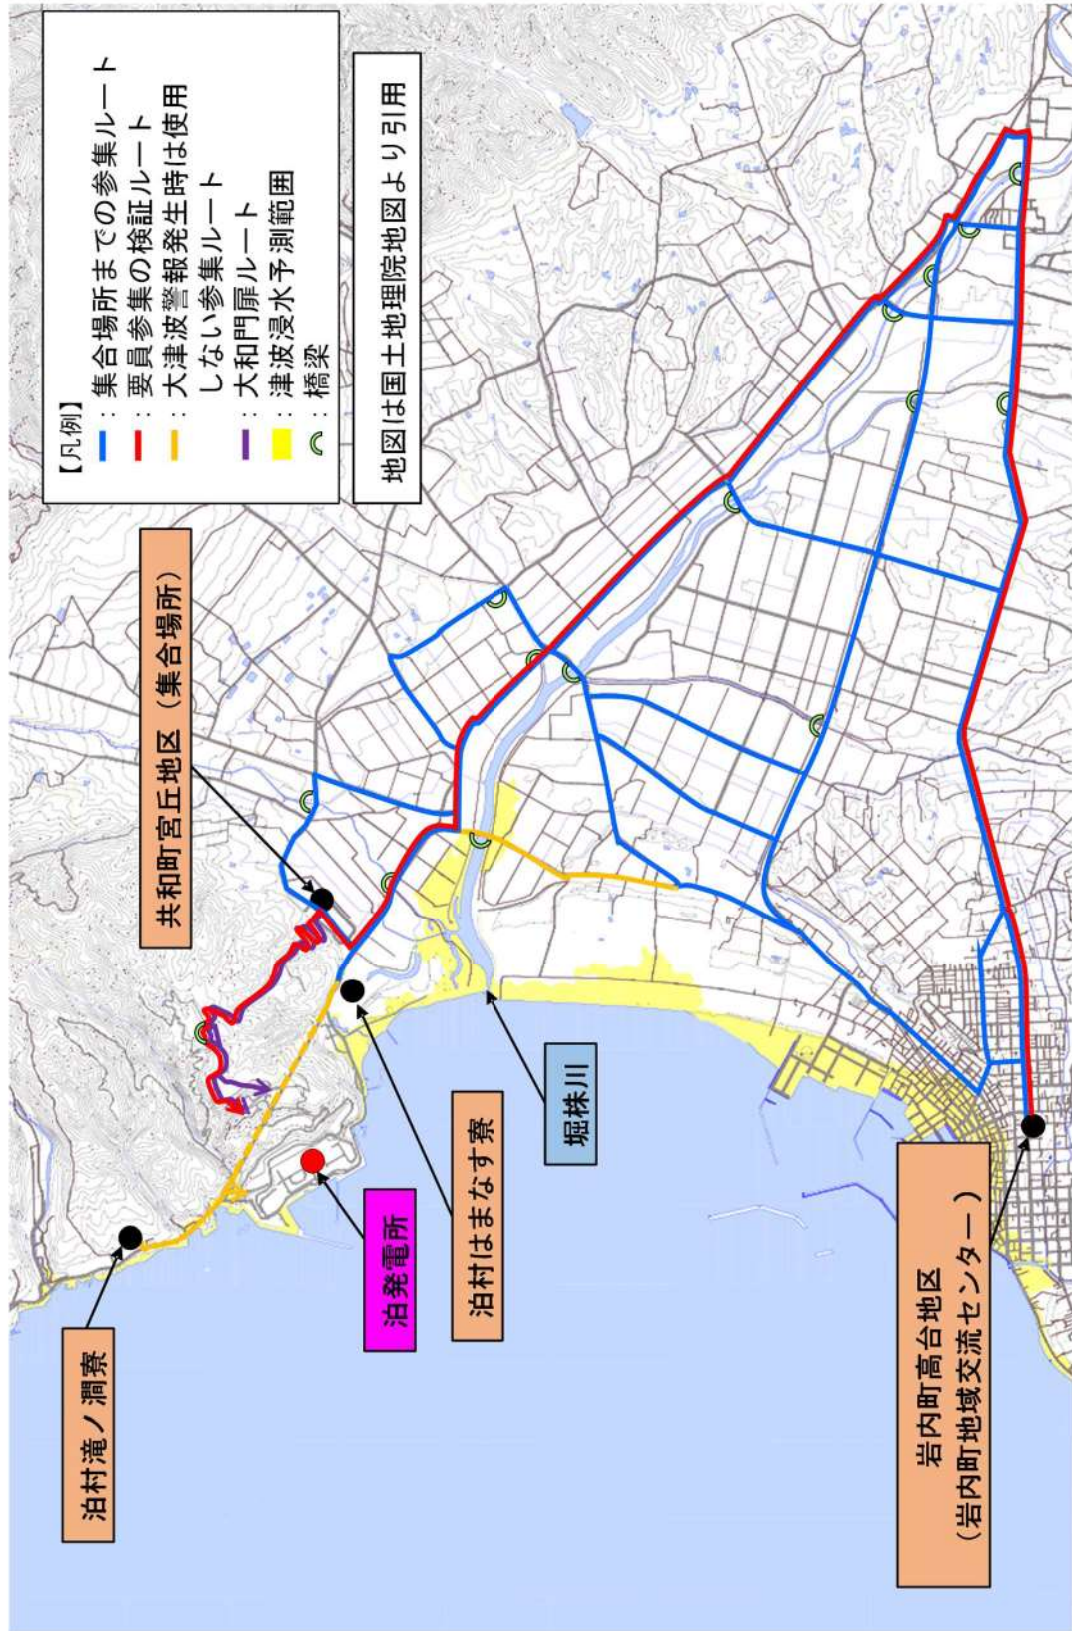 【凡例】
：集合場所までの参集ルート
：要員参集の検証ルート
：大津波警報発生時は使用
しない参集ルート
：大和門扉ルート
：津波浸水予測範囲
：橋梁
地図は国土地理院地図より引用
共和町宮丘地区（集合場所）
泊村滝ノ澗寮
泊発電所
泊村はまなす寮
堀株川
岩内町高台地区
（岩内町地域交流センター）